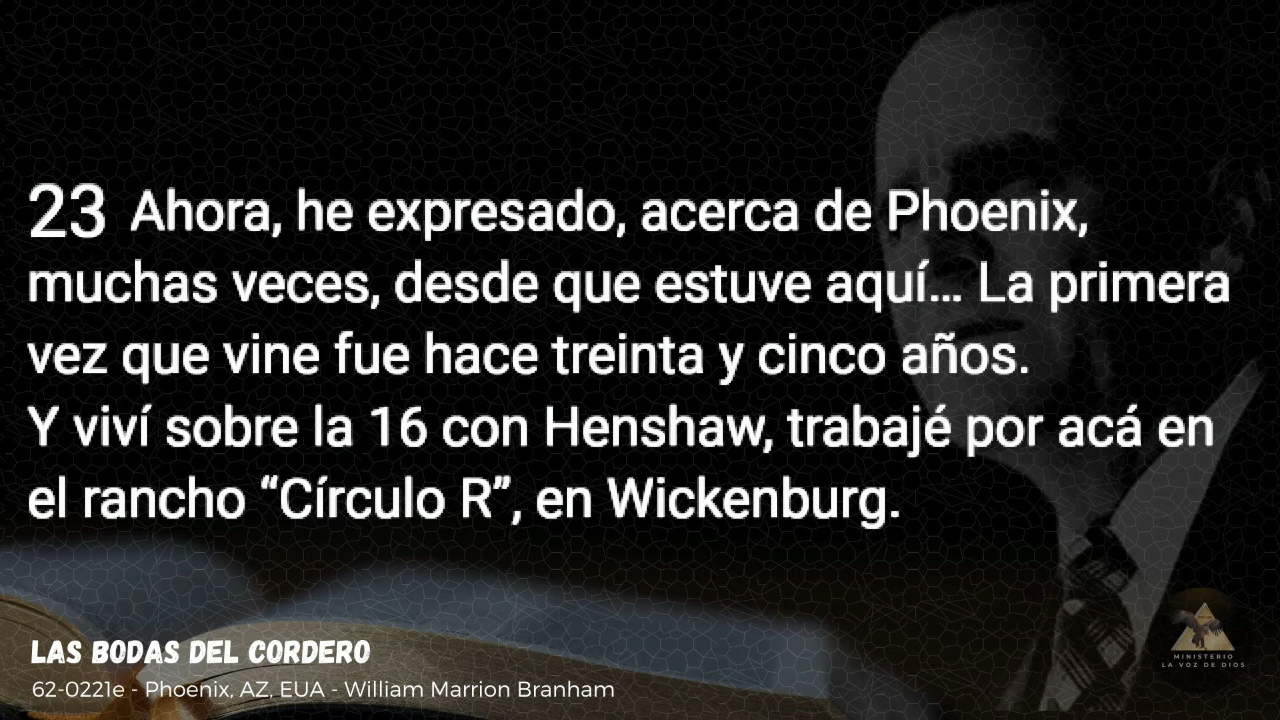 23 Ahora, he expresado, acerca de Phoenix,
muchas veces, desde que estuve aquí... La primera
vez que vine fue hace treinta y cinco años.
Y viví sobre la 16 con Henshaw, trabajé por acá en
el rancho “Círculo R”, en Wickenburg.
LAS BODAS DEL CORDERO
62-0221e - Phoenix, AZ, EUA - William Marrion Branham
MINISTERIO
LA VOZ DE DIOS